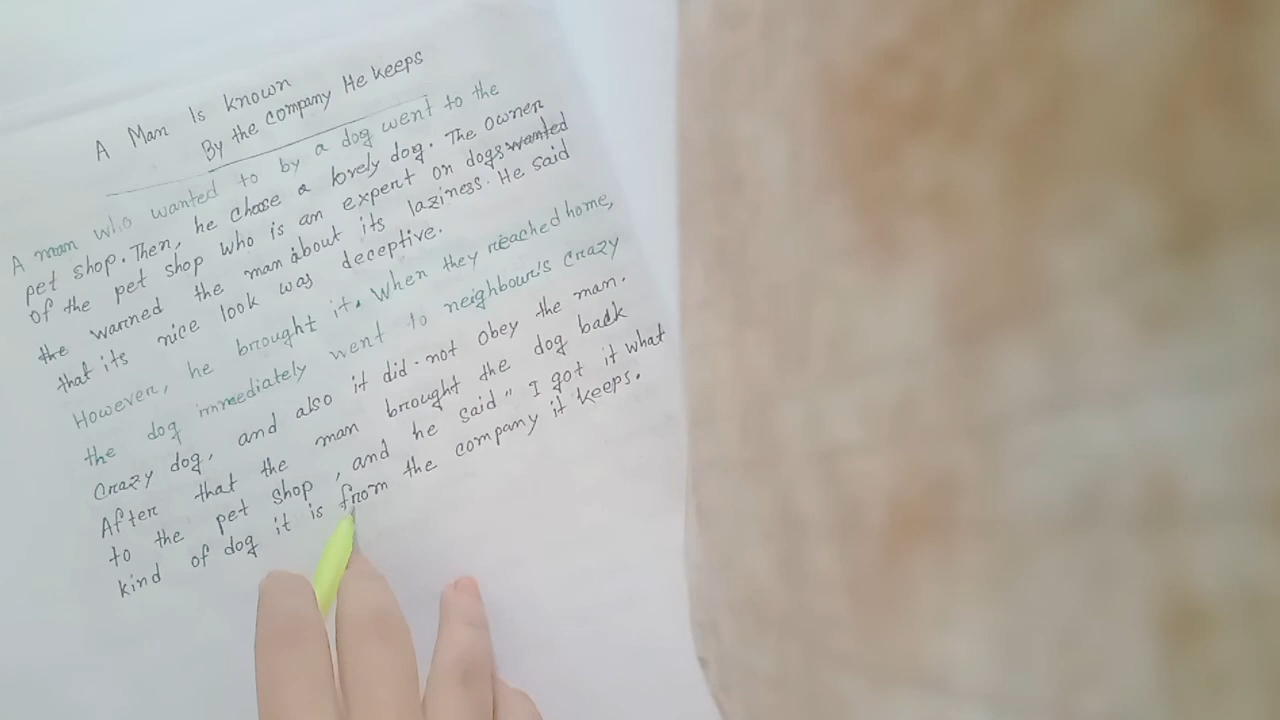 A Man Is known
By the company He keeps
A man who wanted to by a dog went to the
pet shop. Then, he chose a lovely dog. The owner
of the pet shop who is an expert on dogs wanted
the warned the man about its laziness. He said
that its nice look was deceptive.
However, he brought it. When they reached home,
the dog immediately went to neighbour's crazy
crazy dog, and also it did not obey the man.
After that the man brought the dog back
to the pet shop, and he said" I got it what
kind of dog it is from the company it keeps.